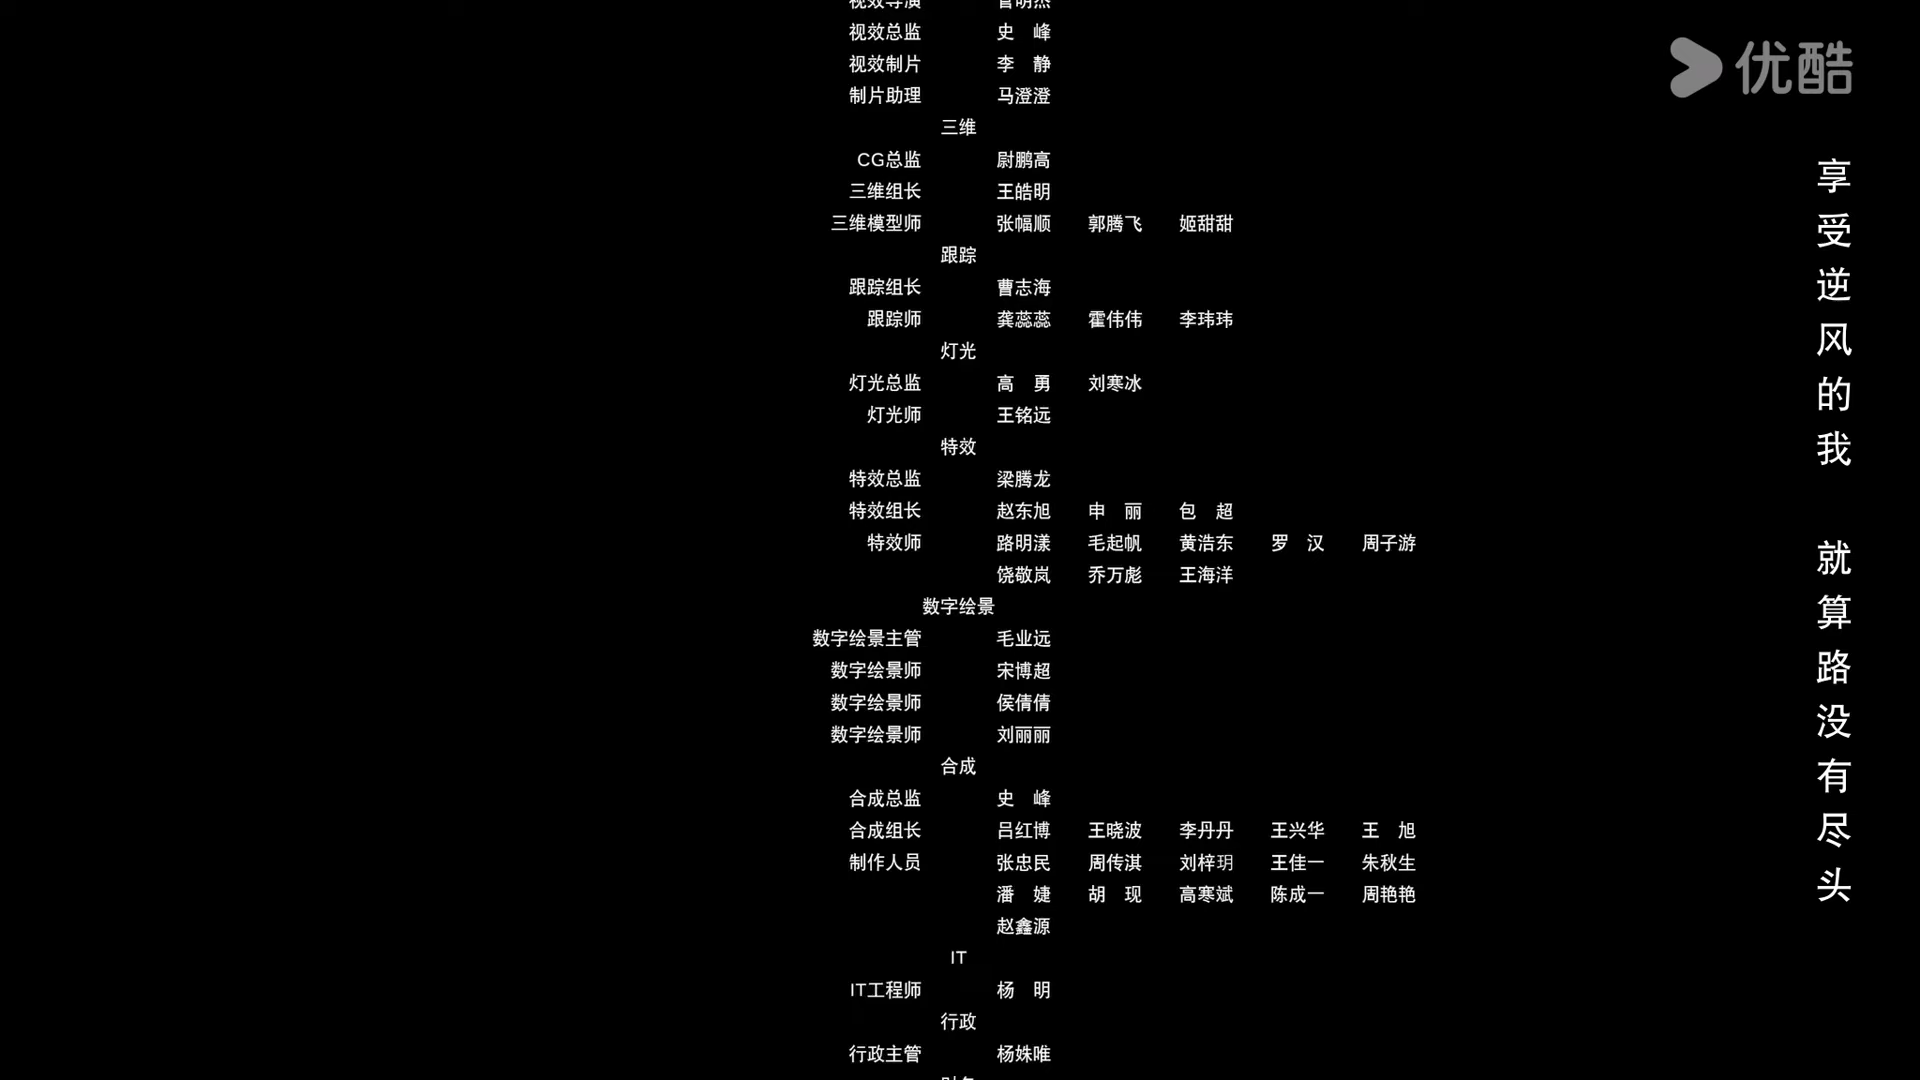 视效导演 管明杰
视效总监 史 峰
视效制片 李 静
制片助理 马澄澄
三维
CG总监 尉鹏高
三维组长 王皓明
三维模型师 张幅顺 郭腾飞 姬甜甜
跟踪
跟踪组长 曹志海
跟踪师 龚蕊蕊 霍伟伟 李玮玮
灯光
灯光总监 高 勇 刘寒冰
灯光师 王铭远
特效
特效总监 梁腾龙
特效组长 赵东旭 申 丽 包 超
特效师 路明漾 毛起帆 黄浩东 罗 汉 周子游
饶敬岚 乔万彪 王海洋
数字绘景
数字绘景主管 毛业远
数字绘景师 宋博超
数字绘景师 侯倩倩
数字绘景师 刘丽丽
合成
合成总监 史 峰
合成组长 吕红博 王晓波 李丹丹 王兴华 王 旭
制作人员 张忠民 周传淇 刘梓玥 王佳一 朱秋生
潘 婕 胡 现 高寒斌 陈成一 周艳艳
赵鑫源
IT
IT工程师 杨 明
行政
行政主管 杨姝唯
优酷
享受逆风的我 就算路没有尽头